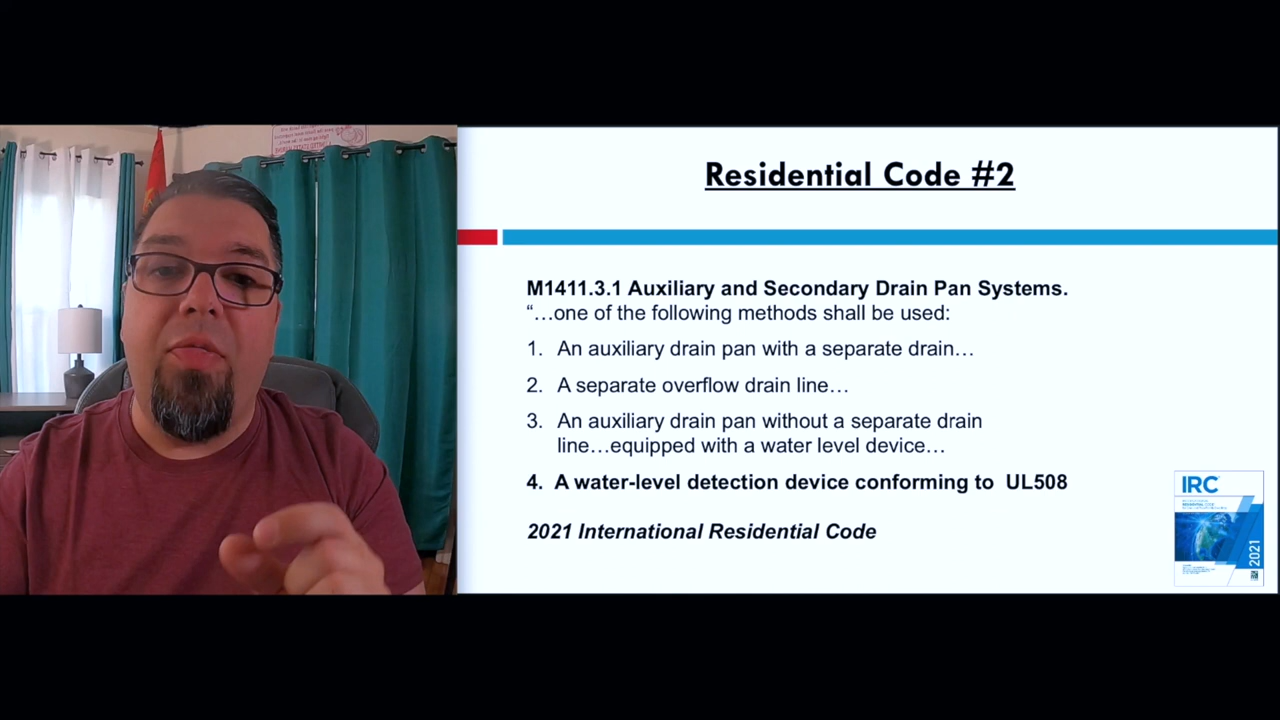 Residential Code #2
M1411.3.1 Auxiliary and Secondary Drain Pan Systems.
“…one of the following methods shall be used:
1. An auxiliary drain pan with a separate drain…
2. A separate overflow drain line…
3. An auxiliary drain pan without a separate drain
line…equipped with a water level device…
4. A water-level detection device conforming to UL508
2021 International Residential Code
IRC
2021